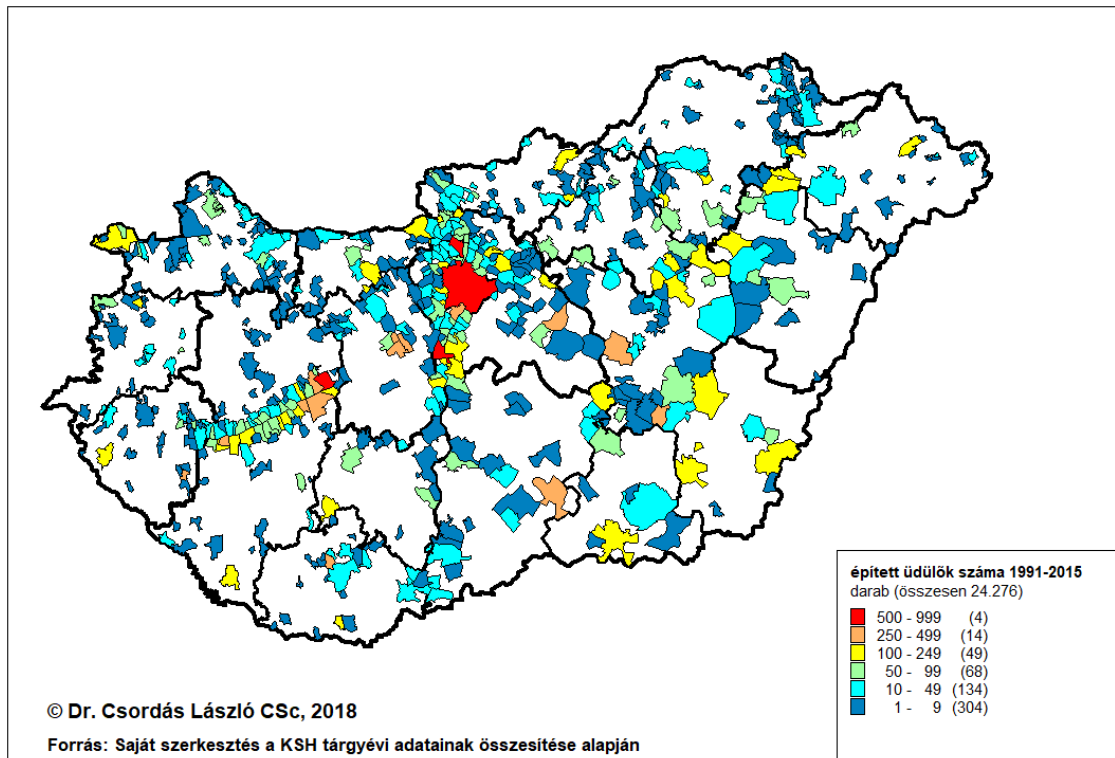 épített üdülők száma 1991-2015
darab (összesen 24.276)
500 - 999 (4)
250 - 499 (14)
100 - 249 (49)
50 - 99 (68)
10 - 49 (134)
1 - 9 (304)
© Dr. Csordás László CSc, 2018
Forrás: Saját szerkesztés a KSH tárgyévi adatainak összesítése alapján